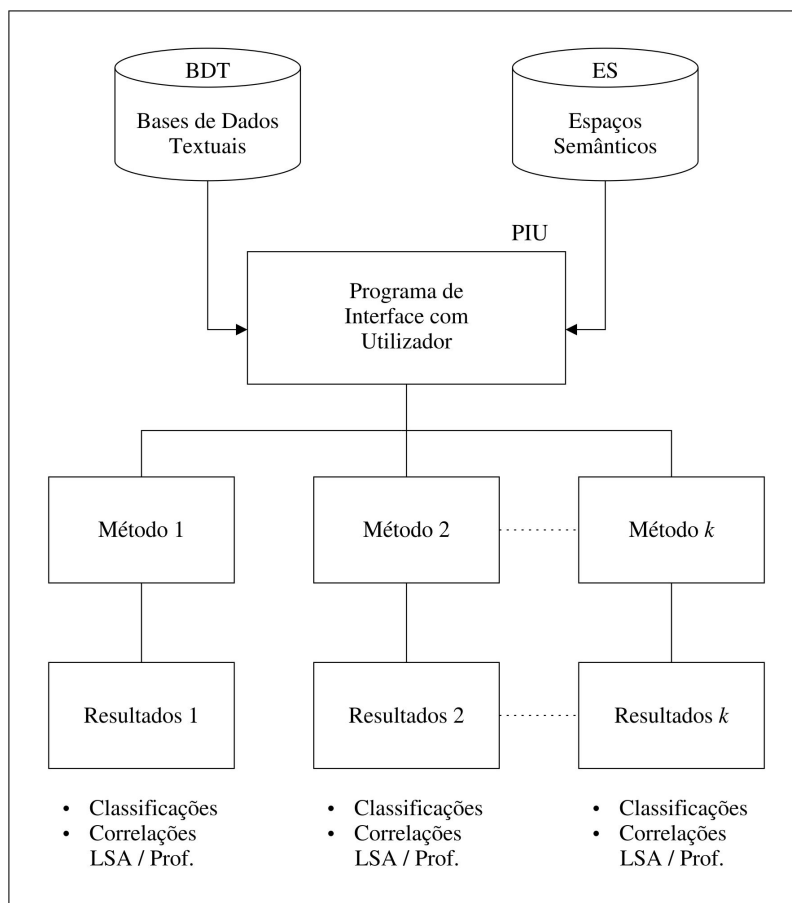 BDT
Bases de Dados
Textuais
ES
Espaços
Semânticos
PIU
Programa de
Interface com
Utilizador
Método 1
Método 2
Método k
Resultados 1
Resultados 2
Resultados k
• Classificações
• Correlações
LSA / Prof.
• Classificações
• Correlações
LSA / Prof.
• Classificações
• Correlações
LSA / Prof.